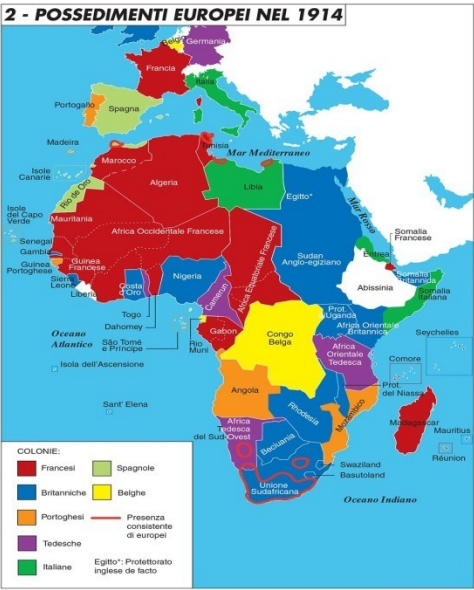 2 - POSSEDIMENTI EUROPEI NEL 1914
Belgio
Germania
Francia
Italia
Portogallo
Spagna
Madeira
Tunisia
Mar Mediterraneo
Marocco
Isole
Canarie
Algeria
Libia
Egitto*
Rio de Oro
Mar Rosso
Isole
del Capo
Verde
Mauritania
Africa Occidentale Francese
Africa Equatoriale Francese
Sudan
Anglo-egiziano
Eritrea
Somalia
Francese
Senegal
Gambia
Guinea
Portoghese
Guinea
Francese
Sierra
Leone
Liberia
Costa
d'Oro
Nigeria
Camerun
Abissinia
Somalia
Britannida
Somalia
Italiana
Togo
Dahomey
Oceano
Atlantico
São Tomé
e Príncipe
Rio
Muni
Gabon
Congo
Belga
Prot.
Uganda
Africa Orientale
Britannica
Seychelles
Africa
Orientale
Tedesca
Isola dell'Ascensione
Comore
Prot.
del Niassa
Sant' Elena
Angola
Rhodesia
Mozambico
Madagascar
Mauritius
Réunion
Africa
Tedesca
del Sud Ovest
Beciuania
Swaziland
Basutoland
Unione
Sudafricana
Oceano Indiano
COLONIE:
Francesi
Spagnole
Britanniche
Belghe
Portoghesi
Presenza
consistente
di europei
Tedesche
Italiane
Egitto*: Protettorato
inglese de facto